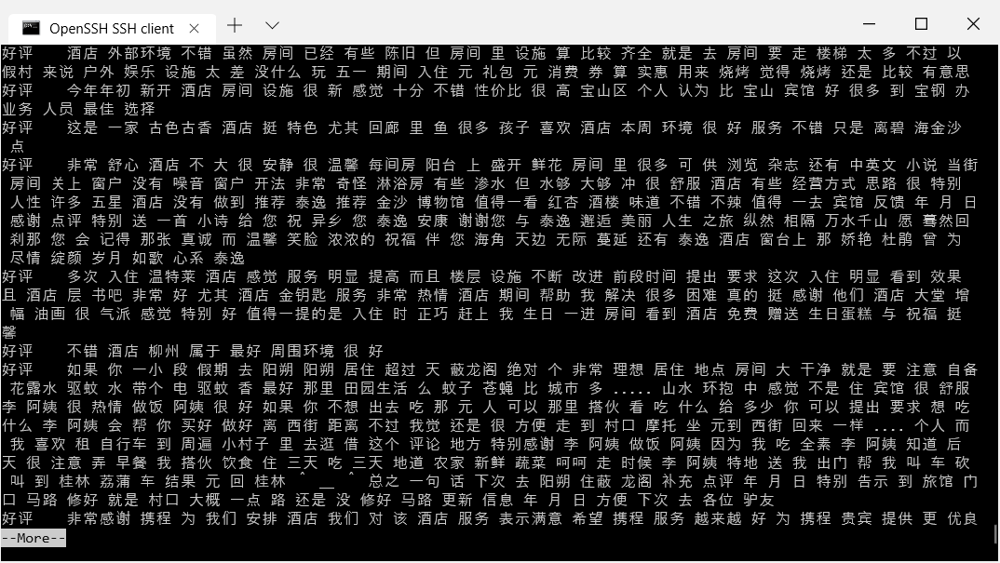 OpenSSH SSH client
好评 酒店 外部环境 不错 虽然 房间 已经 有些 陈旧 但 房间 里 设施 算 比较 齐全 就是 去 房间 要 走 楼梯 太 多 不过 以
假村 来说 户外 娱乐 设施 太 差 没什么 玩 五一 期间 入住 元 礼包 元 消费 券 算 实惠 用来 烧烤 觉得 烧烤 还是 比较 有意思
好评 今年年初 新开 酒店 房间 设施 很 新 感觉 十分 不错 性价比 很 高 宝山区 个人 认为 比 宝山 宾馆 好 很多 到 宝钢 办
业务 人员 最佳 选择
好评 这是 一家 古色古香 酒店 挺 特色 尤其 回廊 里 鱼 很多 孩子 喜欢 酒店 本周 环境 很 好 服务 不错 只是 离碧 海金沙
点
好评 非常 舒心 酒店 不 大 很 安静 很 温馨 每间房 阳台 上 盛开 鲜花 房间 里 很多 可 供 浏览 杂志 还有 中英文 小说 当街
房间 关上 窗户 没有 噪音 窗户 开法 非常 奇怪 淋浴房 有些 渗水 但 水够 大够 冲 很 舒服 酒店 有些 经营方式 思路 很 特别
人性 许多 五星 酒店 没有 做到 推荐 泰逸 推荐 金沙 博物馆 值得一看 红杏 酒楼 味道 不错 不辣 值得 一去 宾馆 反馈 年 月 日
感谢 点评 特别 送 一首 小诗 给 您 祝 异乡 您 泰逸 安康 谢谢您 与 泰逸 邂逅 美丽 人生 之旅 纵然 相隔 万水千山 愿 蓦然回
刹那 您 会 记得 那张 真诚 而 温馨 笑脸 浓浓的 祝福 伴 您 海角 天边 无际 蔓延 还有 泰逸 酒店 窗台上 那 娇艳 杜鹃 曾 为
尽情 绽颜 岁月 如歌 心系 泰逸
好评 多次 入住 温特莱 酒店 感觉 服务 明显 提高 而且 楼层 设施 不断 改进 前段时间 提出 要求 这次 入住 明显 看到 效果
且 酒店 层 书吧 非常 好 尤其 酒店 金钥匙 服务 非常 热情 酒店 期间 帮助 我 解决 很多 困难 真的 挺 感谢 他们 酒店 大堂 增
幅 油画 很 气派 感觉 特别 好 值得一提的是 入住 时 正巧 赶上 我 生日 一进 房间 看到 酒店 免费 赠送 生日蛋糕 与 祝福 挺
馨
好评 不错 酒店 柳州 属于 最好 周围环境 很 好
好评 如果 你 一小 段 假期 去 阳朔 阳朔 居住 超过 天 蔽龙阁 绝对 个 非常 理想 居住 地点 房间 大 干净 就是 要 注意 自备
花露水 驱蚊 水 带个 电 驱蚊 香 最好 那里 田园生活 么 蚊子 苍蝇 比 城市 多 ..... 山水 环抱 中 感觉 不是 住 宾馆 很 舒服
李 阿姨 很 热情 做饭 阿姨 很 好 如果 你 不想 出去 吃 那 元 人 可以 那里 搭伙 看 吃 什么 给 多少 你 可以 提出 要求 想 吃
什么 李 阿姨 会 帮 你 买好 做好 离 西街 距离 不过 我觉 还是 很 方便 走 到 村口 摩托 坐 元到 西街 回来 一样 .... 个人 而
我 喜欢 租 自行车 到 周遍 小村子 里 去逛 借 这个 评论 地方 特别感谢 李 阿姨 做饭 阿姨 因为 我 吃 全素 李 阿姨 知道 后
天 很 注意 弄 早餐 我 搭伙 饮食 住 三天 吃 三天 地道 农家 新鲜 蔬菜 呵呵 走 时候 李 阿姨 特地 送 我 出门 帮 我 叫 车 砍
叫 到 桂林 荔蒲 车 结果 元 回 桂林 ＾ ＿ ＾ 总之 一句 话 下次 去 阳朔 住蔽 龙阁 补充 点评 年 月 日 特别 告示 到 旅馆 门
口 马路 修好 就是 村口 大概 一点 路 还是 没 修好 马路 更新 信息 年 月 日 方便 下次 去 各位 驴友
好评 非常感谢 携程 为 我们 安排 酒店 我们 对 该 酒店 服务 表示满意 希望 携程 服务 越来越 好 为 携程 贵宾 提供 更 优良
--More--